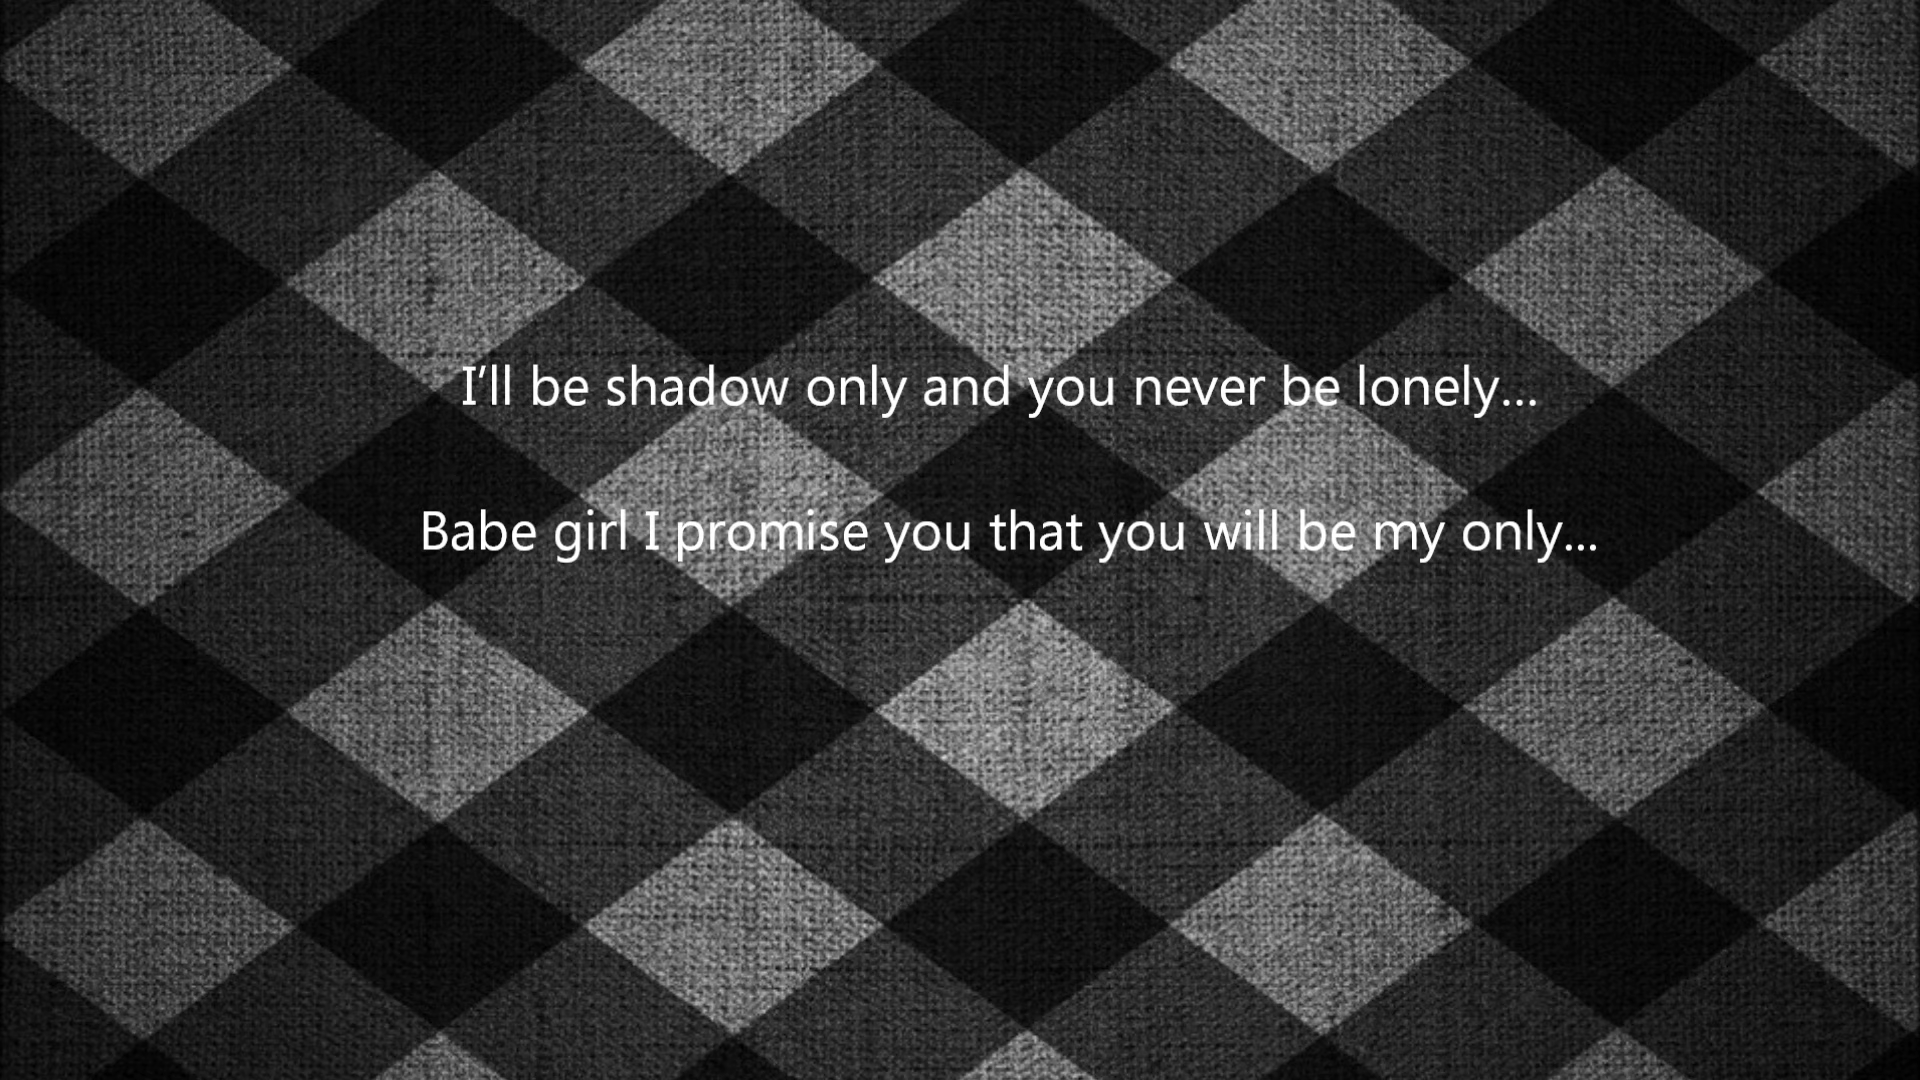 I’ll be shadow only and you never be lonely...
Babe girl I promise you that you will be my only...